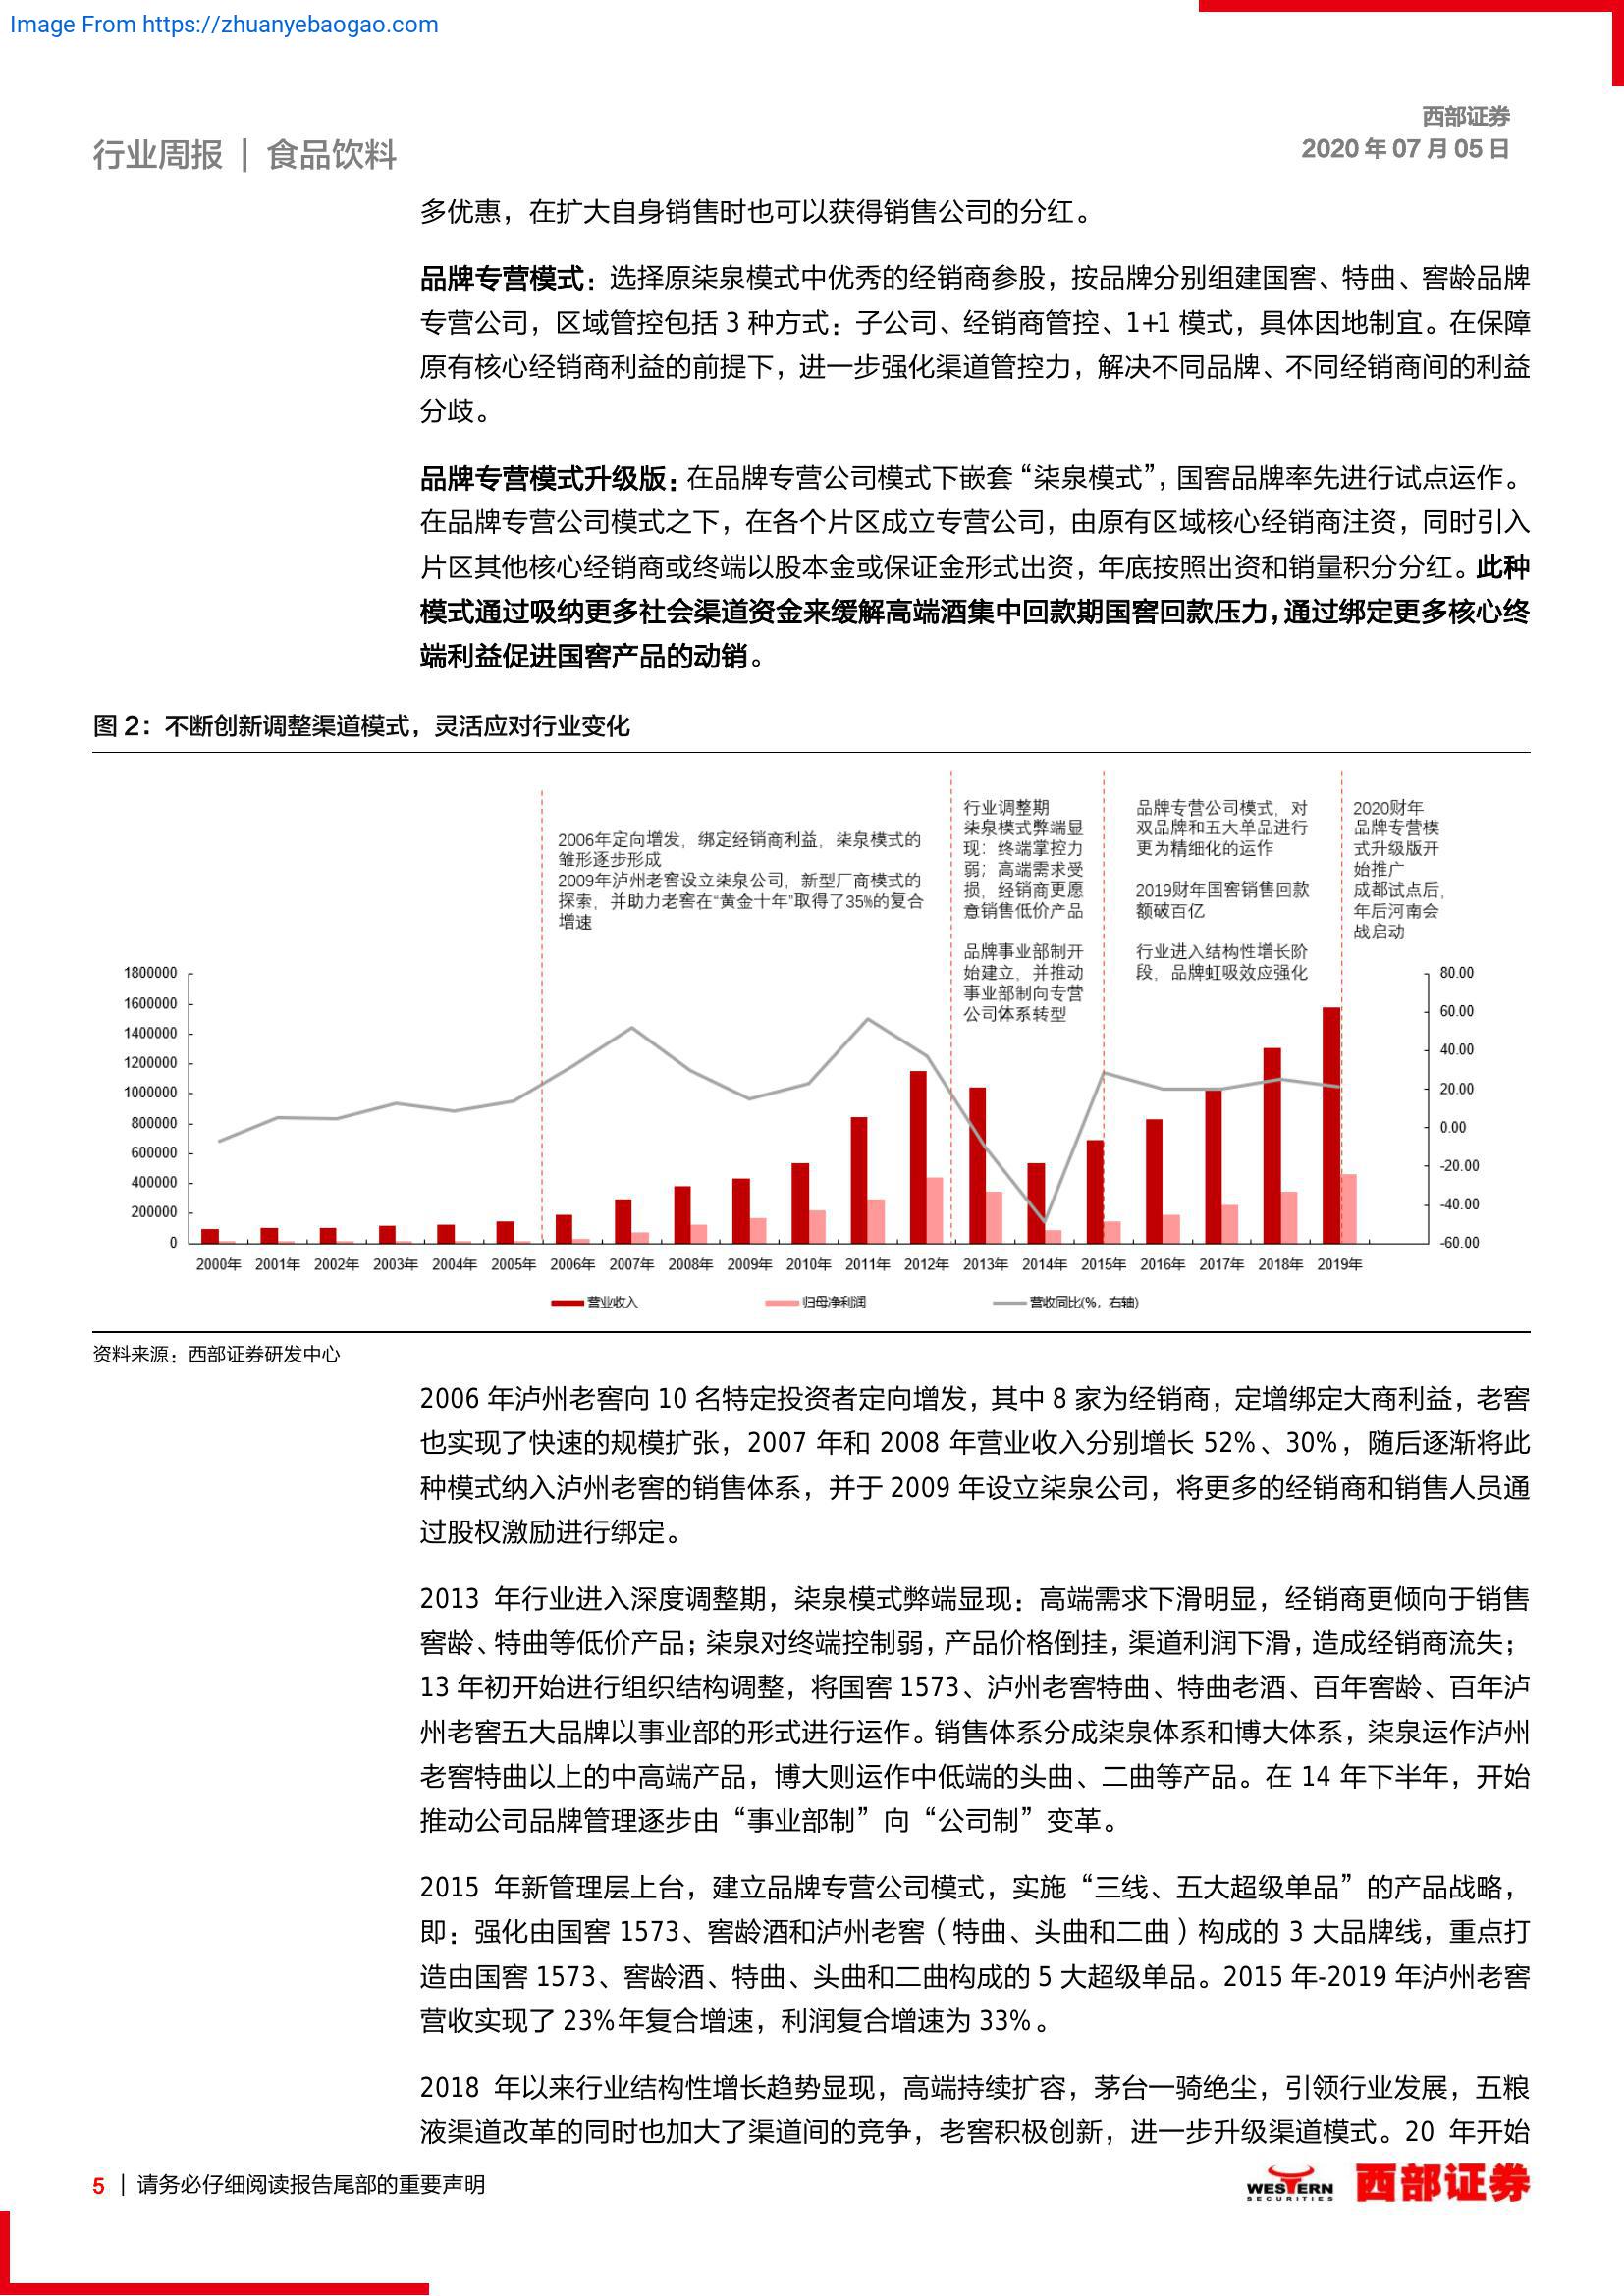 Image From https://zhuanyebaogao.com
西部证券
行业周报 | 食品饮料
2020 年 07 月 05 日
多优惠，在扩大自身销售时也可以获得销售公司的分红。
品牌专营模式：选择原柒泉模式中优秀的经销商参股，按品牌分别组建国窖、特曲、窖龄品牌
专营公司，区域管控包括 3 种方式：子公司、经销商管控、1+1 模式，具体因地制宜。在保障
原有核心经销商利益的前提下，进一步强化渠道管控力，解决不同品牌、不同经销商间的利益
分歧。
品牌专营模式升级版：在品牌专营公司模式下嵌套“柒泉模式”，国窖品牌率先进行试点运作。
在品牌专营公司模式之下，在各个片区成立专营公司，由原有区域核心经销商注资，同时引入
片区其他核心经销商或终端以股本金或保证金形式出资，年底按照出资和销量积分分红。此种
模式通过吸纳更多社会渠道资金来缓解高端酒集中回款期国窖回款压力，通过绑定更多核心终
端利益促进国窖产品的动销。
图 2：不断创新调整渠道模式，灵活应对行业变化
2006年定向增发，绑定经销商利益，柒泉模式的
雏形逐步形成
2009年泸州老窖设立柒泉公司，新型厂商模式的
探索，并助力老窖在“黄金十年”取得了35%的复合
增速
行业调整期
柒泉模式弊端显
现：终端掌控力
弱；高端需求受
损，经销商更愿
意销售低价产品
品牌事业部制开
始建立，并推动
事业部制向专营
公司体系转型
品牌专营公司模式，对
双品牌和五大单品进行
更为精细化的运作
2019财年国窖销售回款
额破百亿
行业进入结构性增长阶
段，品牌虹吸效应强化
2020财年
品牌专营模
式升级版开
始推广
成都试点后，
年后河南会
战启动
1800000
1600000
1400000
1200000
1000000
800000
600000
400000
200000
0
80.00
60.00
40.00
20.00
0.00
-20.00
-40.00
-60.00
2000年 2001年 2002年 2003年 2004年 2005年 2006年 2007年 2008年 2009年 2010年 2011年 2012年 2013年 2014年 2015年 2016年 2017年 2018年 2019年
营业收入 归母净利润 营收同比(%，右轴)
资料来源：西部证券研发中心
2006 年泸州老窖向 10 名特定投资者定向增发，其中 8 家为经销商，定增绑定大商利益，老窖
也实现了快速的规模扩张，2007 年和 2008 年营业收入分别增长 52%、30%，随后逐渐将此
种模式纳入泸州老窖的销售体系，并于 2009 年设立柒泉公司，将更多的经销商和销售人员通
过股权激励进行绑定。
2013 年行业进入深度调整期，柒泉模式弊端显现：高端需求下滑明显，经销商更倾向于销售
窖龄、特曲等低价产品；柒泉对终端控制弱，产品价格倒挂，渠道利润下滑，造成经销商流失；
13 年初开始进行组织结构调整，将国窖 1573、泸州老窖特曲、特曲老酒、百年窖龄、百年泸
州老窖五大品牌以事业部的形式进行运作。销售体系分成柒泉体系和博大体系，柒泉运作泸州
老窖特曲以上的中高端产品，博大则运作中低端的头曲、二曲等产品。在 14 年下半年，开始
推动公司品牌管理逐步由“事业部制”向“公司制”变革。
2015 年新管理层上台，建立品牌专营公司模式，实施“三线、五大超级单品”的产品战略，
即：强化由国窖 1573、窖龄酒和泸州老窖（特曲、头曲和二曲）构成的 3 大品牌线，重点打
造由国窖 1573、窖龄酒、特曲、头曲和二曲构成的 5 大超级单品。2015 年-2019 年泸州老窖
营收实现了 23%年复合增速，利润复合增速为 33%。
2018 年以来行业结构性增长趋势显现，高端持续扩容，茅台一骑绝尘，引领行业发展，五粮
液渠道改革的同时也加大了渠道间的竞争，老窖积极创新，进一步升级渠道模式。20 年开始
5 | 请务必仔细阅读报告尾部的重要声明
WESTERN
SECURITIES
西部证券